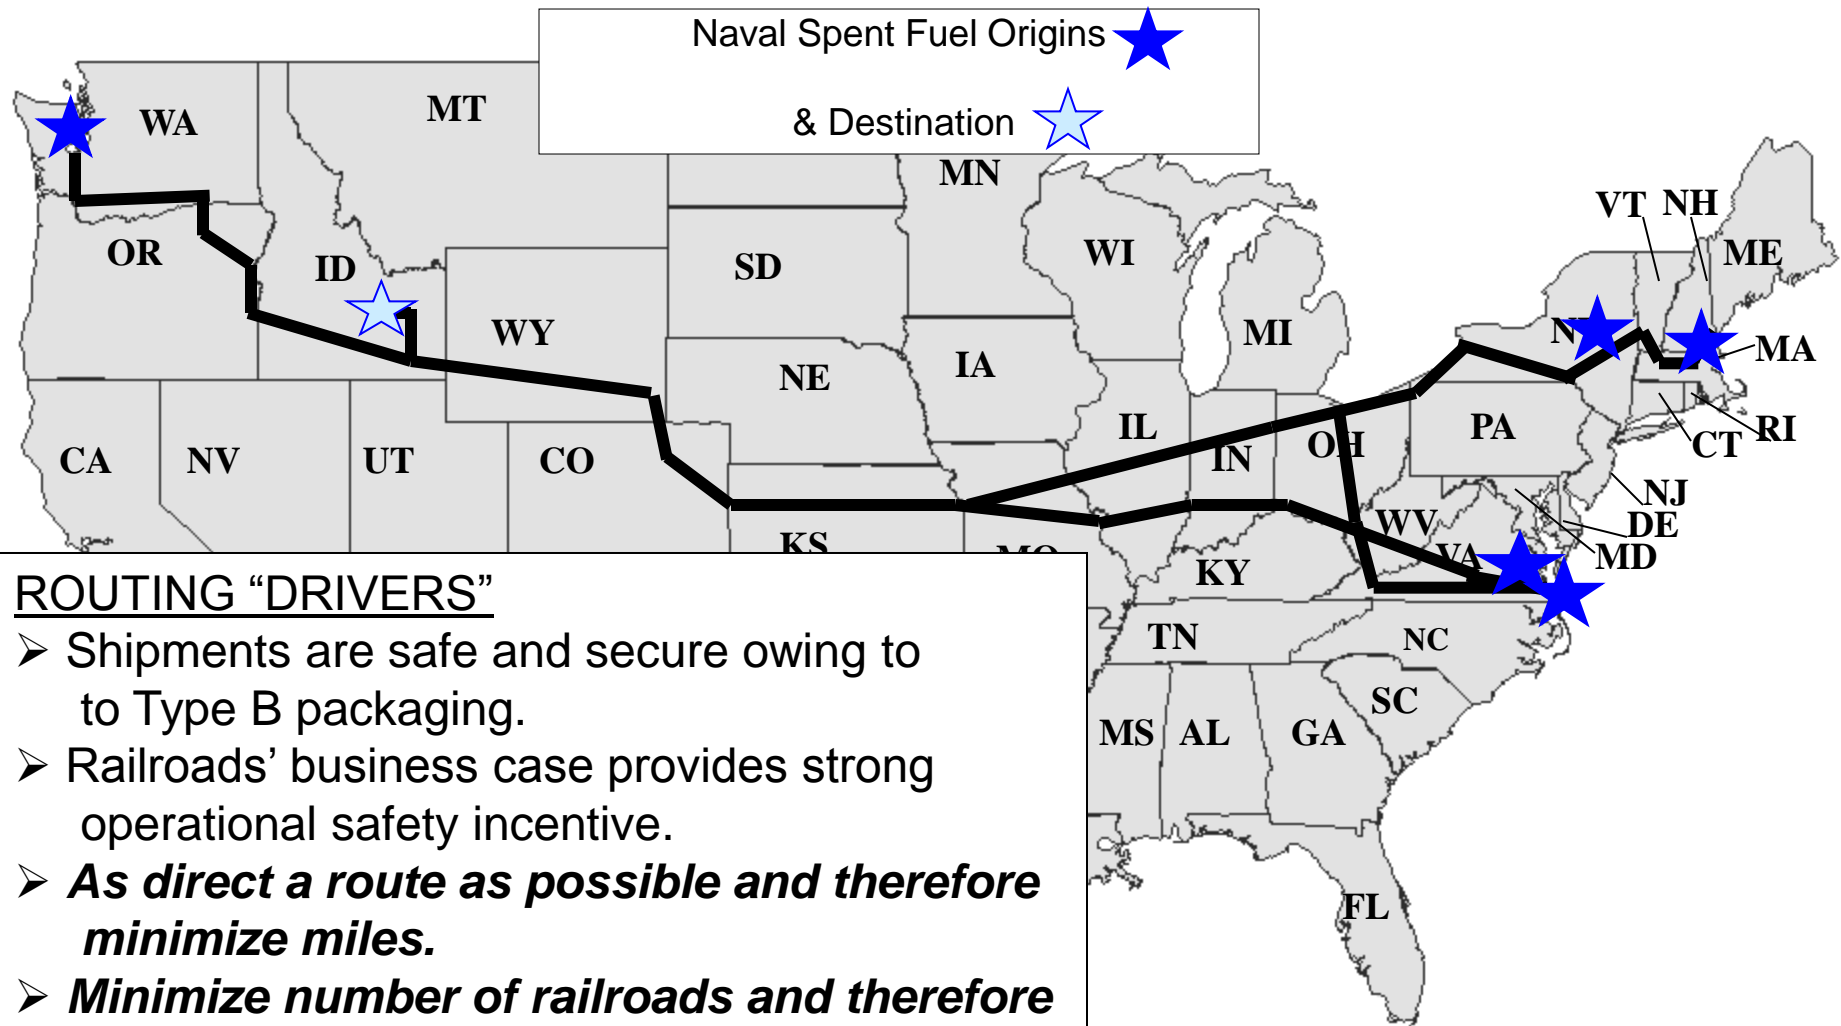 Naval Spent Fuel Origins
& Destination
WA
MT
MN
VT NH
ME
OR
ID
SD
WI
WY
MI
MA
NE
IA
CA
NV
UT
CO
IL
IN
OH
PA
CT
RI
NJ
DE
MD
WV
VA
KS
KY
TN
NC
SC
MS
AL
GA
FL
ROUTING “DRIVERS”
➢ Shipments are safe and secure owing to
to Type B packaging.
➢ Railroads’ business case provides strong
operational safety incentive.
➢ As direct a route as possible and therefore
minimize miles.
➢ Minimize number of railroads and therefore